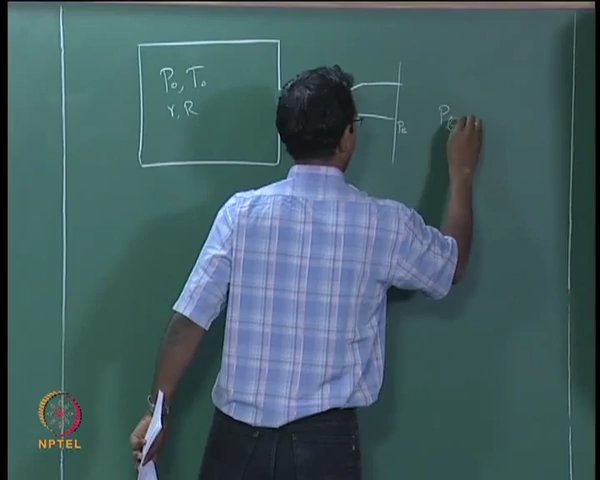 P₀, T₀
γ, R
Pₑ
NPTEL